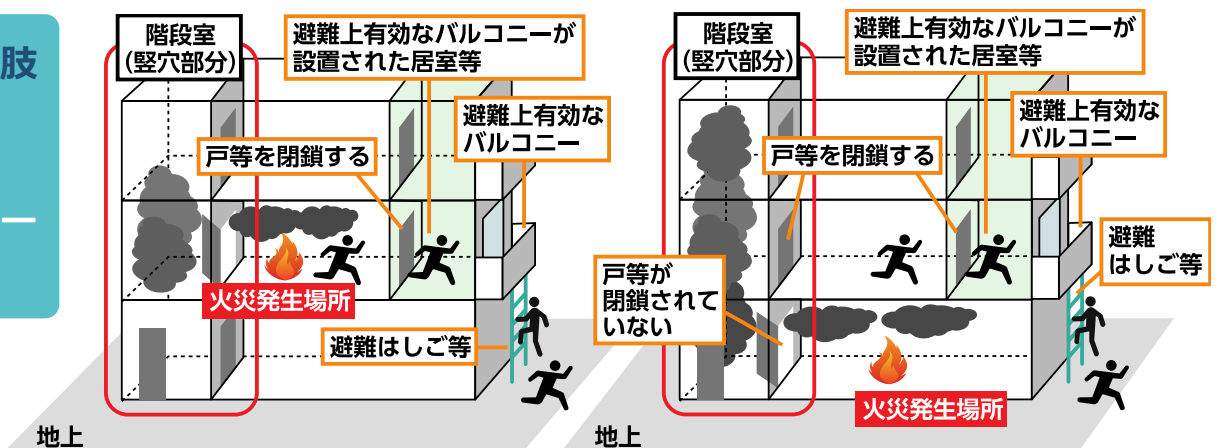 肢
ー
階段室
(竪穴部分)
避難上有効なバルコニーが
設置された居室等
避難上有効な
バルコニー
戸等を閉鎖する
火災発生場所
避難はしご等
地上
階段室
(竪穴部分)
避難上有効なバルコニーが
設置された居室等
避難上有効な
バルコニー
戸等を閉鎖する
避難
はしご等
戸等が
閉鎖されて
いない
火災発生場所
地上